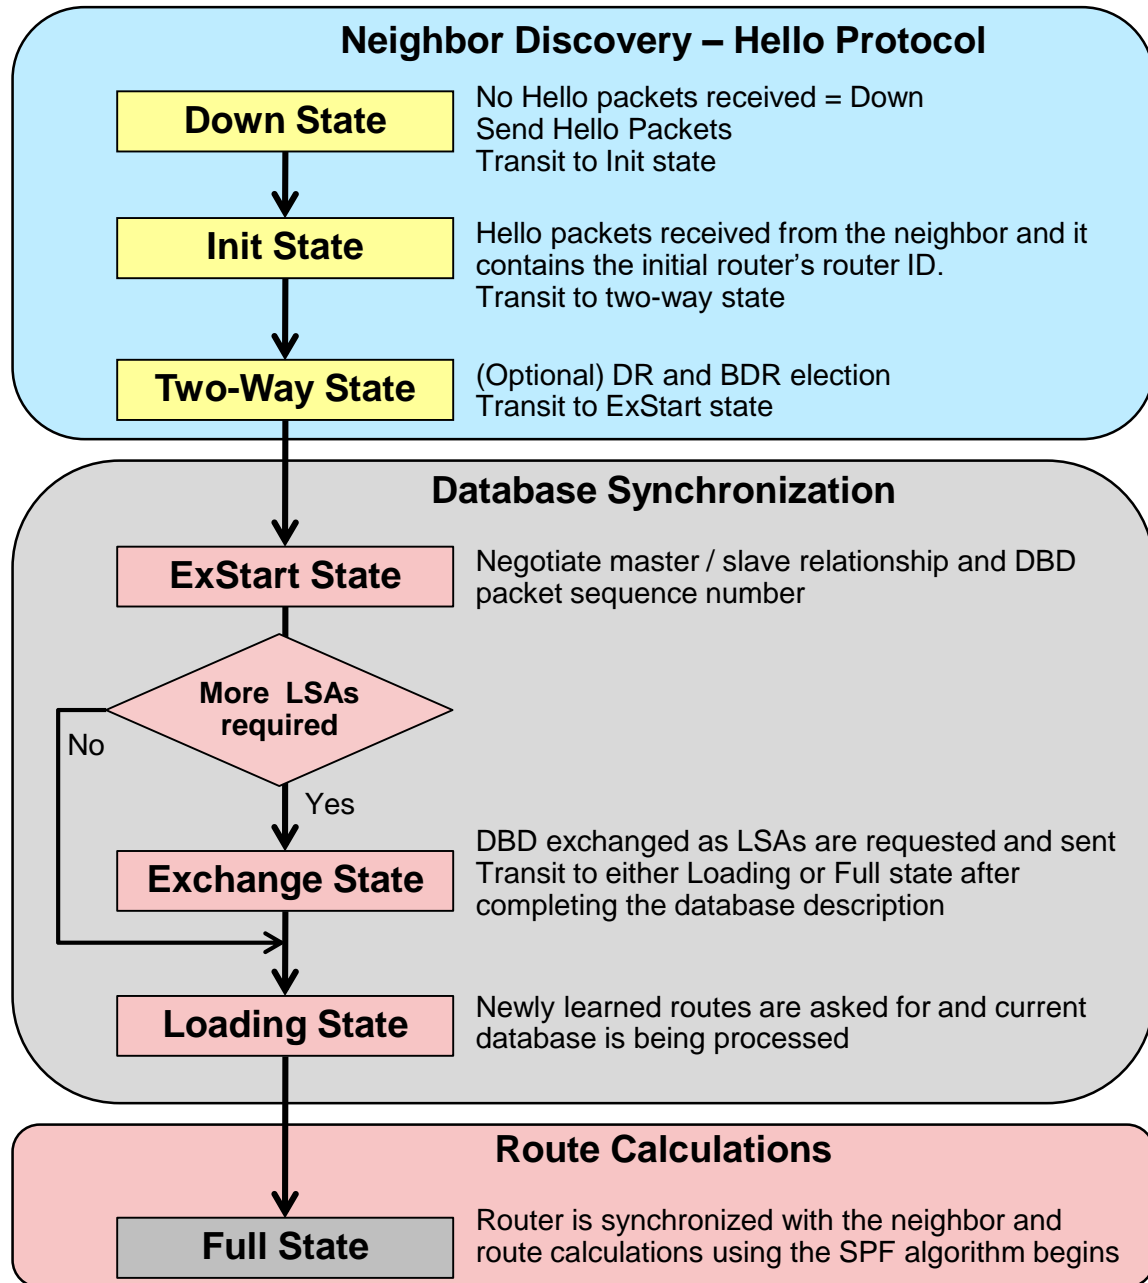 Neighbor Discovery – Hello Protocol
Down State
No Hello packets received = Down
Send Hello Packets
Transit to Init state
Init State
Hello packets received from the neighbor and it
contains the initial router’s router ID.
Transit to two-way state
Two-Way State
(Optional) DR and BDR election
Transit to ExStart state
Database Synchronization
ExStart State
Negotiate master / slave relationship and DBD
packet sequence number
More LSAs
required
No
Yes
Exchange State
DBD exchanged as LSAs are requested and sent
Transit to either Loading or Full state after
completing the database description
Loading State
Newly learned routes are asked for and current
database is being processed
Route Calculations
Full State
Router is synchronized with the neighbor and
route calculations using the SPF algorithm begins